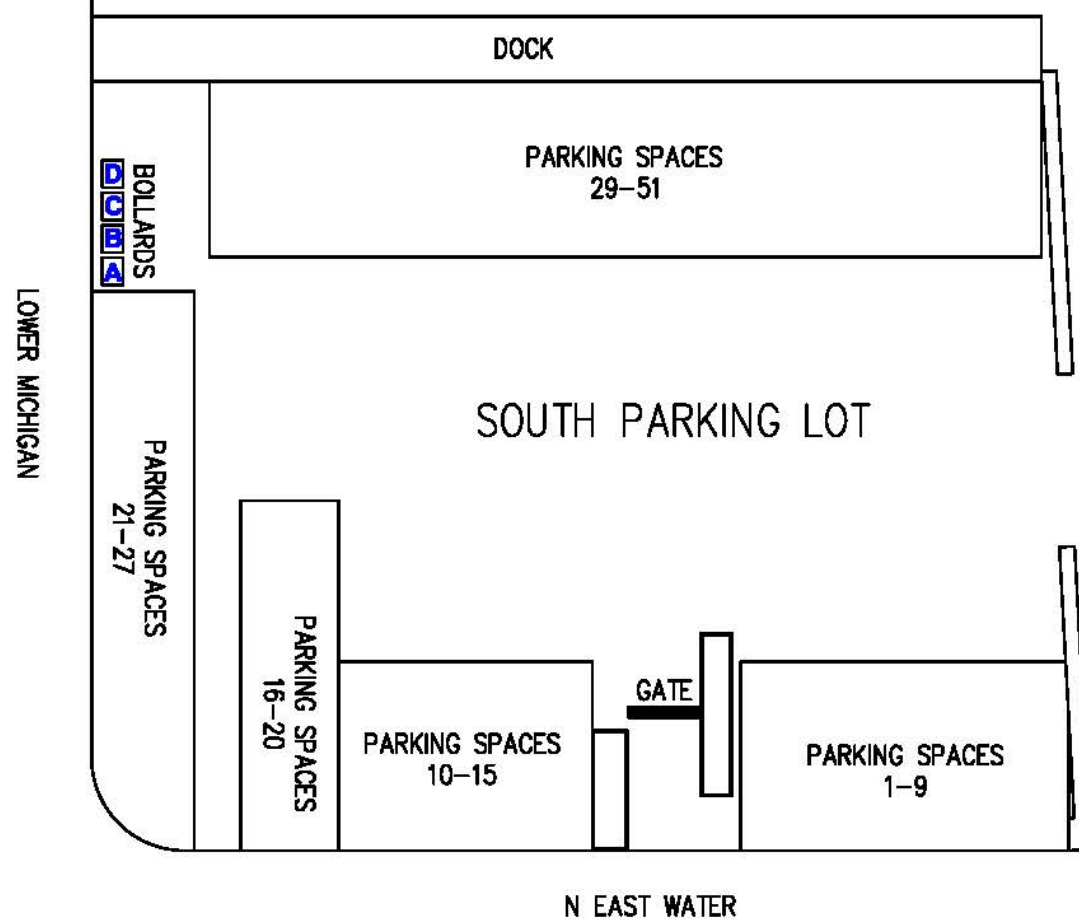 DOCK
PARKING SPACES
29-51
BOLLARDS
D
C
B
A
LOWER MICHIGAN
SOUTH PARKING LOT
PARKING SPACES
21-27
PARKING SPACES
16-20
GATE
PARKING SPACES
10-15
PARKING SPACES
1-9
N EAST WATER